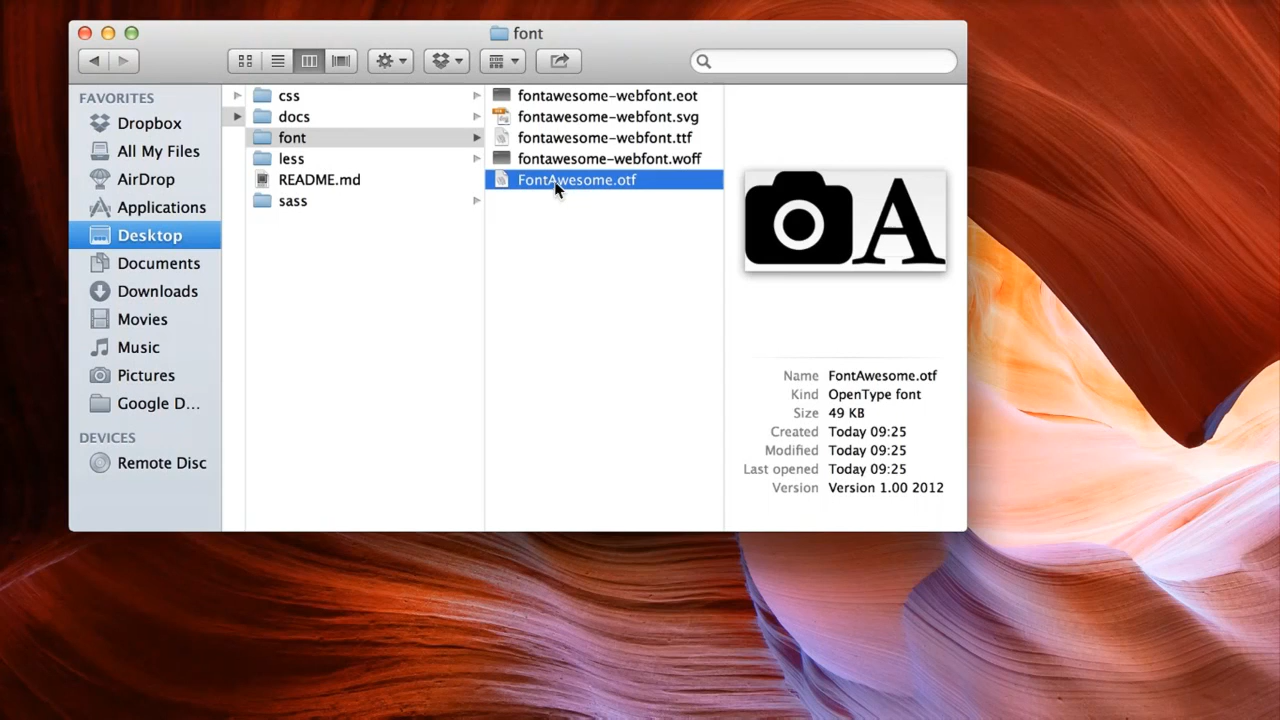 font
FAVORITES
Dropbox
All My Files
AirDrop
Applications
Desktop
Documents
Downloads
Movies
Music
Pictures
Google D...
DEVICES
Remote Disc
css
docs
font
less
README.md
sass
fontawesome-webfont.eot
fontawesome-webfont.svg
fontawesome-webfont.ttf
fontawesome-webfont.woff
FontAwesome.otf
A
Name FontAwesome.otf
Kind OpenType font
Size 49 KB
Created Today 09:25
Modified Today 09:25
Last opened Today 09:25
Version Version 1.00 2012